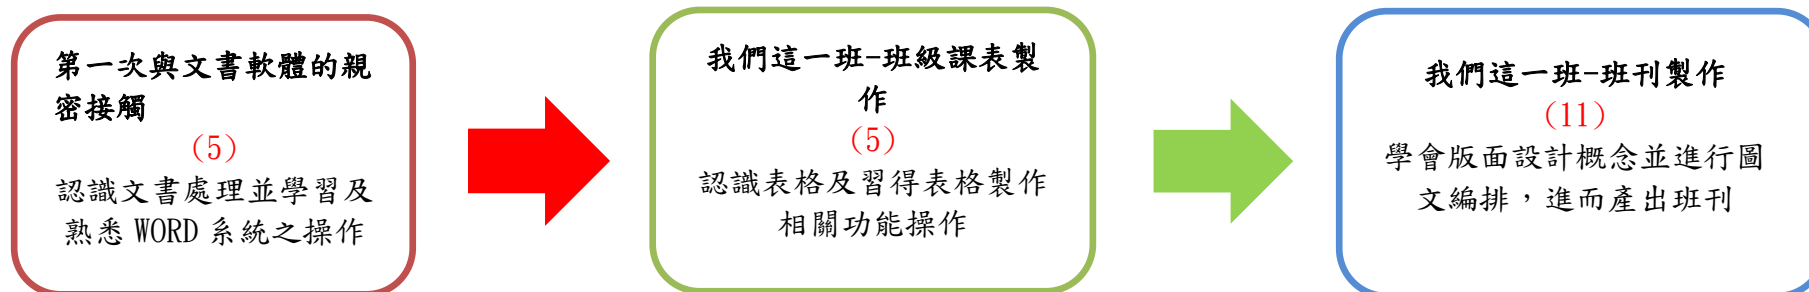 第一次與文書軟體的親
密接觸
(5)
認識文書處理並學習及
熟悉 WORD 系統之操作
我們這一班-班級課表製
作
(5)
認識表格及習得表格製作
相關功能操作
我們這一班-班刊製作
(11)
學會版面設計概念並進行圖
文編排，進而產出班刊